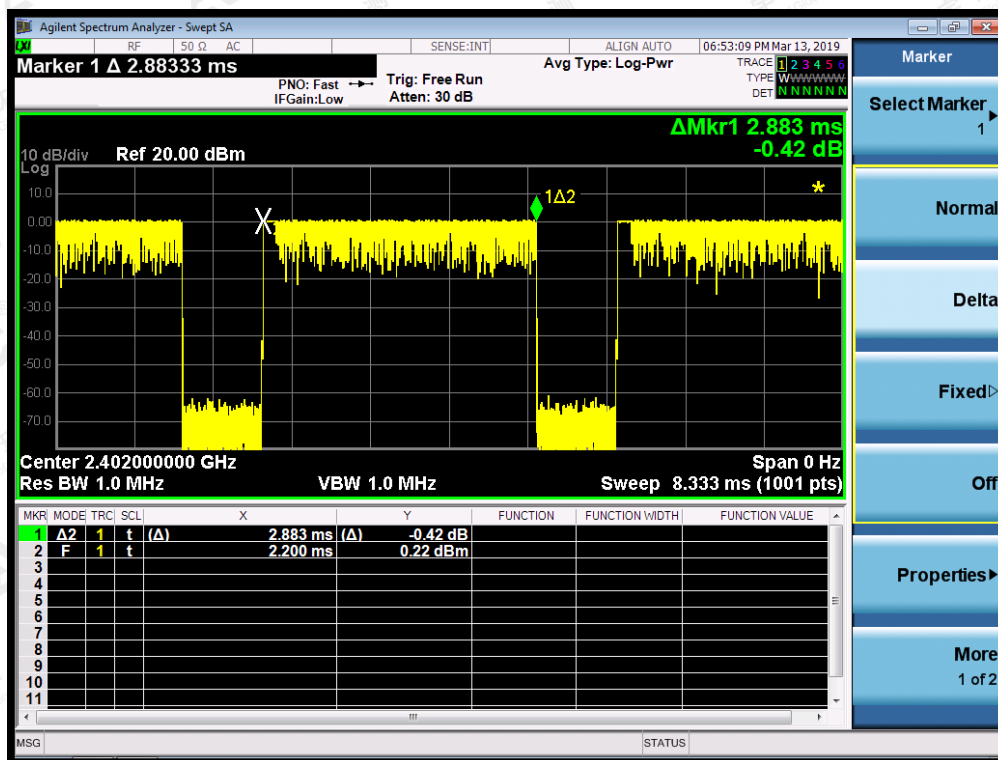 Agilent Spectrum Analyzer - Swept SA
LXI RF 50 Ω AC SENSE:INT ALIGN AUTO 06:53:09 PM Mar 13, 2019
Marker 1 Δ 2.88333 ms
PNO: Fast
IFGain:Low
Trig: Free Run
Atten: 30 dB
Avg Type: Log-Pwr
TRACE 1 2 3 4 5 6
TYPE WWWWWW
DET N N N N N N
ΔMkr1 2.883 ms
-0.42 dB
10 dB/div Ref 20.00 dBm
Log
10.0
0.00
-10.0
-20.0
-30.0
-40.0
-50.0
-60.0
-70.0
X
2
1Δ2
*
Center 2.402000000 GHz Span 0 Hz
Res BW 1.0 MHz VBW 1.0 MHz Sweep 8.333 ms (1001 pts)
MKR MODE TRC SCL X Y FUNCTION FUNCTION WIDTH FUNCTION VALUE
1 Δ2 1 t (Δ) 2.883 ms (Δ) -0.42 dB
2 F 1 t 2.200 ms 0.22 dBm
3
4
5
6
7
8
9
10
11
MSG STATUS
Marker
Select Marker
1
Normal
Delta
Fixed
Off
Properties
More
1 of 2